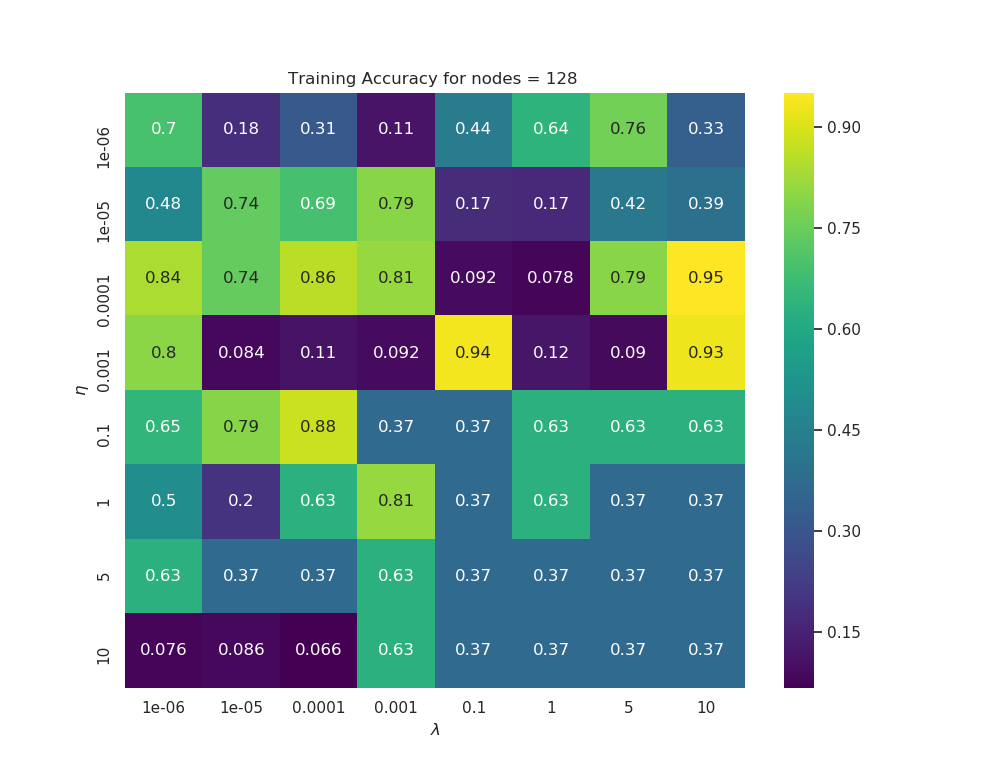 Training Accuracy for nodes = 128
1e-06 0.7 0.18 0.31 0.11 0.44 0.64 0.76 0.33
1e-05 0.48 0.74 0.69 0.79 0.17 0.17 0.42 0.39
0.0001 0.84 0.74 0.86 0.81 0.092 0.078 0.79 0.95
0.001 0.8 0.084 0.11 0.092 0.94 0.12 0.09 0.93
0.1 0.65 0.79 0.88 0.37 0.37 0.63 0.63 0.63
1 0.5 0.2 0.63 0.81 0.37 0.63 0.37 0.37
5 0.63 0.37 0.37 0.63 0.37 0.37 0.37 0.37
10 0.076 0.086 0.066 0.63 0.37 0.37 0.37 0.37
η
1e-06 1e-05 0.0001 0.001 0.1 1 5 10
λ
0.90
0.75
0.60
0.45
0.30
0.15